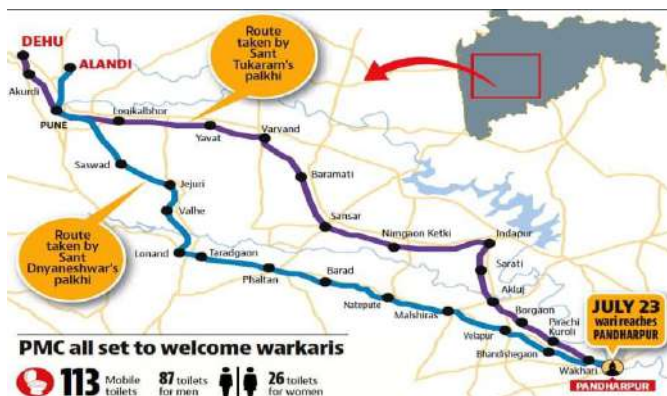 DEHU
ALANDI
Akurdi
PUNE
Route
taken by
Sant
Tukaram's
palkhi
Logikalbhor
Yavat
Varvand
Saswad
Jejuri
Baramati
Valhe
Sansar
Route
taken by
Sant
Dnyaneshwar's
palkhi
Lonand
Taradgaon
Nimgaon Ketki
Indapur
Phaltan
Barad
Sarati
Natepute
Akluj
Malshiras
Borgaon
JULY 23
wari reaches
PANDHARPUR
Velapur
Pirachi
Kuroli
Bhandishegaon
Wakhari
PANDHARPUR
PMC all set to welcome warkaris
113 Mobile
toilets
87 toilets
for men
26 toilets
for women